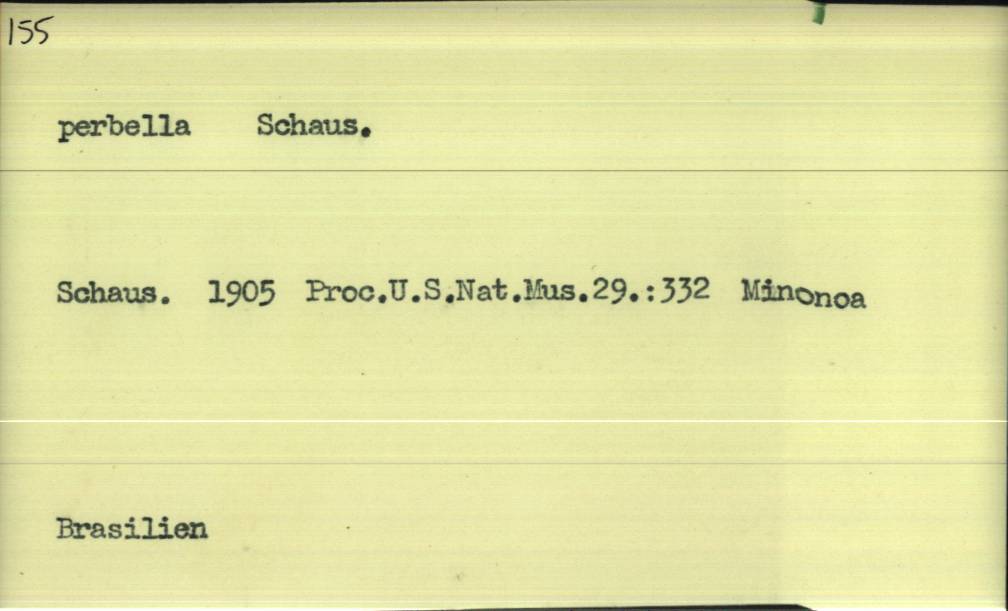 155
perbella Schaus.
Schaus. 1905 Proc.U.S.Nat.Mus.29.:332 Minonoa
Brasilien